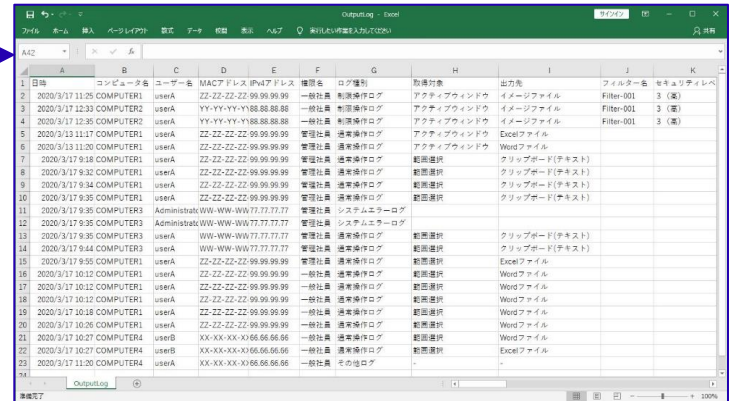 OutputLog - Excel
サインイン
ファイル ホーム 挿入 ページレイアウト 数式 データ 校閲 表示 ヘルプ 実行したい作業を入力してください 共有
A42 fx
A B C D E F G H I J K
1 日時 コンピュータ名 ユーザー名 MACアドレス IPv4アドレス 権限名 ログ種別 取得対象 出力先 フィルター名 セキュリティレベ
2 2020/3/17 11:25 COMPUTER1 userA ZZ-ZZ-ZZ-ZZ- 99.99.99.99 一般社員 制限操作ログ アクティブウィンドウ イメージファイル Filter-001 3 （高）
3 2020/3/17 12:33 COMPUTER2 userA YY-YY-YY-YY 88.88.88.88 一般社員 制限操作ログ アクティブウィンドウ イメージファイル Filter-001 3 （高）
4 2020/3/17 12:35 COMPUTER2 userA YY-YY-YY-YY 88.88.88.88 一般社員 制限操作ログ アクティブウィンドウ イメージファイル Filter-001 3 （高）
5 2020/3/13 11:17 COMPUTER1 userA ZZ-ZZ-ZZ-ZZ- 99.99.99.99 管理社員 通常操作ログ アクティブウィンドウ Excelファイル
6 2020/3/13 11:20 COMPUTER1 userA ZZ-ZZ-ZZ-ZZ- 99.99.99.99 管理社員 通常操作ログ アクティブウィンドウ Wordファイル
7 2020/3/17 9:18 COMPUTER1 userA ZZ-ZZ-ZZ-ZZ- 99.99.99.99 管理社員 通常操作ログ 範囲選択 クリップボード(テキスト)
8 2020/3/17 9:32 COMPUTER1 userA ZZ-ZZ-ZZ-ZZ- 99.99.99.99 管理社員 通常操作ログ 範囲選択 クリップボード(テキスト)
9 2020/3/17 9:34 COMPUTER1 userA ZZ-ZZ-ZZ-ZZ- 99.99.99.99 管理社員 通常操作ログ 範囲選択 クリップボード(テキスト)
10 2020/3/17 9:35 COMPUTER1 userA ZZ-ZZ-ZZ-ZZ- 99.99.99.99 管理社員 通常操作ログ 範囲選択 クリップボード(テキスト)
11 2020/3/17 9:35 COMPUTER3 Administrato WW-WW-WW 77.77.77.77 管理社員 システムエラーログ
12 2020/3/17 9:35 COMPUTER3 Administrato WW-WW-WW 77.77.77.77 管理社員 システムエラーログ
13 2020/3/17 9:35 COMPUTER3 userA WW-WW-WW 77.77.77.77 管理社員 通常操作ログ 範囲選択 クリップボード(テキスト)
14 2020/3/17 9:44 COMPUTER3 userA WW-WW-WW 77.77.77.77 管理社員 通常操作ログ 範囲選択 クリップボード(テキスト)
15 2020/3/17 9:55 COMPUTER1 userA ZZ-ZZ-ZZ-ZZ- 99.99.99.99 管理社員 通常操作ログ 範囲選択 Excelファイル
16 2020/3/17 10:12 COMPUTER1 userA ZZ-ZZ-ZZ-ZZ- 99.99.99.99 一般社員 通常操作ログ 範囲選択 Wordファイル
17 2020/3/17 10:12 COMPUTER1 userA ZZ-ZZ-ZZ-ZZ- 99.99.99.99 一般社員 通常操作ログ 範囲選択 Wordファイル
18 2020/3/17 10:12 COMPUTER1 userA ZZ-ZZ-ZZ-ZZ- 99.99.99.99 一般社員 通常操作ログ 範囲選択 Wordファイル
19 2020/3/17 10:18 COMPUTER1 userA ZZ-ZZ-ZZ-ZZ- 99.99.99.99 一般社員 通常操作ログ 範囲選択 Wordファイル
20 2020/3/17 10:26 COMPUTER1 userA ZZ-ZZ-ZZ-ZZ- 99.99.99.99 一般社員 通常操作ログ 範囲選択 Wordファイル
21 2020/3/17 10:27 COMPUTER4 userB XX-XX-XX-X 66.66.66.66 一般社員 通常操作ログ 範囲選択 Wordファイル
22 2020/3/17 10:27 COMPUTER4 userB XX-XX-XX-X 66.66.66.66 一般社員 通常操作ログ 範囲選択 Excelファイル
23 2020/3/17 11:20 COMPUTER4 userA XX-XX-XX-X 66.66.66.66 一般社員 その他ログ - -
OutputLog
準備完了 100%